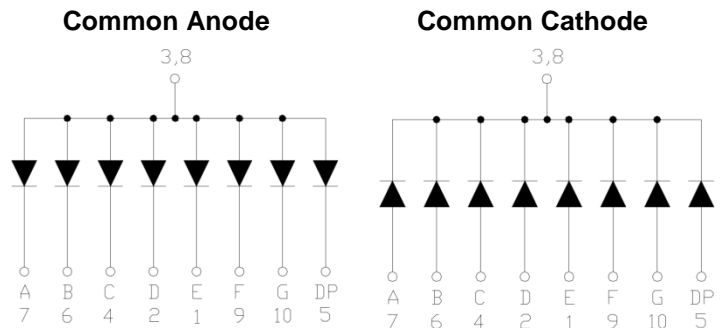 Common Anode
3,8
A B C D E F G DP
7 6 4 2 1 9 10 5
Common Cathode
3,8
A B C D E F G DP
7 6 4 2 1 9 10 5